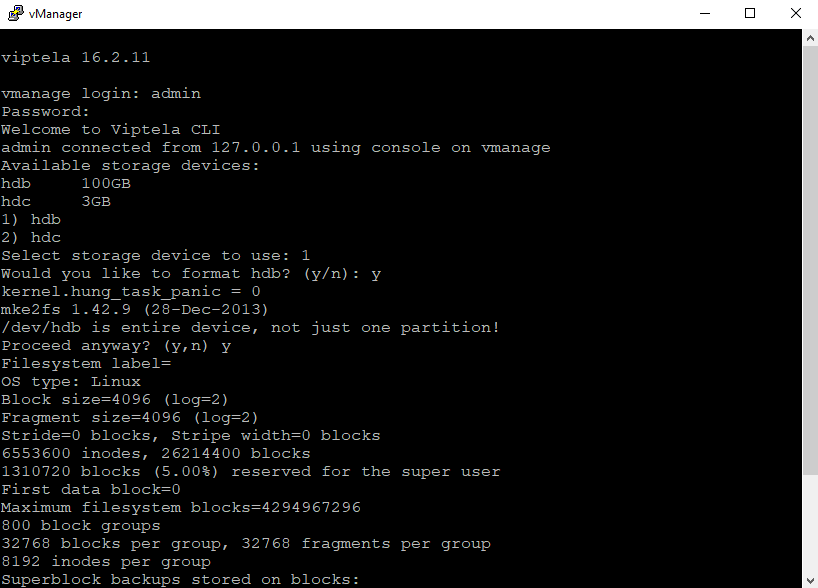 vManager
viptela 16.2.11
vmanage login: admin
Password:
Welcome to Viptela CLI
admin connected from 127.0.0.1 using console on vmanage
Available storage devices:
hdb     100GB
hdc     3GB
1) hdb
2) hdc
Select storage device to use: 1
Would you like to format hdb? (y/n): y
kernel.hung_task_panic = 0
mke2fs 1.42.9 (28-Dec-2013)
/dev/hdb is entire device, not just one partition!
Proceed anyway? (y,n) y
Filesystem label=
OS type: Linux
Block size=4096 (log=2)
Fragment size=4096 (log=2)
Stride=0 blocks, Stripe width=0 blocks
6553600 inodes, 26214400 blocks
1310720 blocks (5.00%) reserved for the super user
First data block=0
Maximum filesystem blocks=4294967296
800 block groups
32768 blocks per group, 32768 fragments per group
8192 inodes per group
Superblock backups stored on blocks: